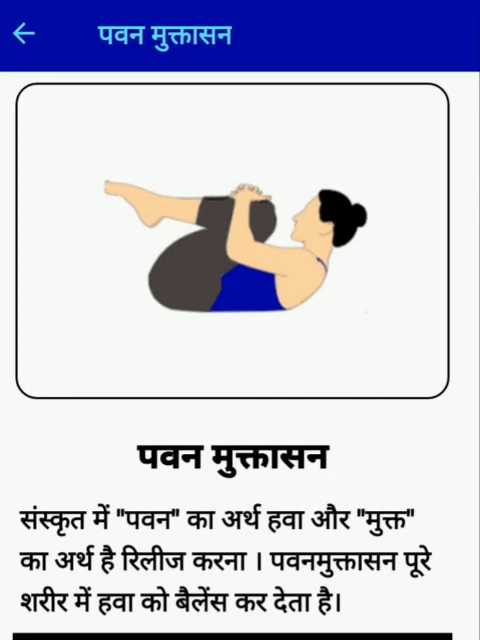 पवन मुक्तासन
पवन मुक्तासन
संस्कृत में "पवन" का अर्थ हवा और "मुक्त"
का अर्थ है रिलीज करना । पवनमुक्तासन पूरे
शरीर में हवा को बैलेंस कर देता है।